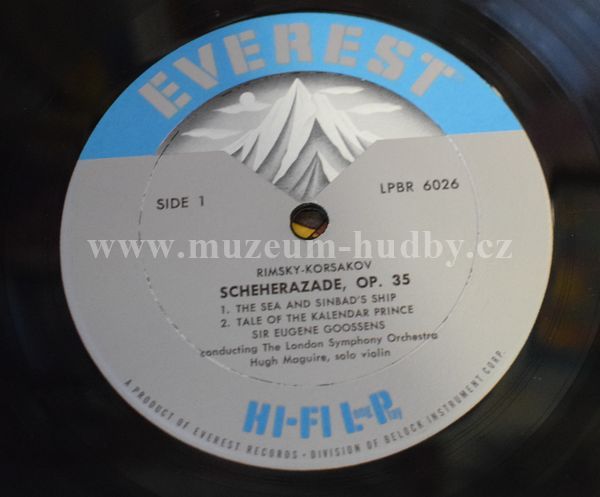 EVEREST
SIDE 1
LPBR 6026
www.muzeum-hudby.cz
RIMSKY-KORSAKOV
SCHEHERAZADE, OP. 35
1. THE SEA AND SINBAD'S SHIP
2. TALE OF THE KALENDAR PRINCE
SIR EUGENE GOOSSENS
conducting The London Symphony Orchestra
Hugh Maguire, solo violin
HI-FI Long Play
A PRODUCT OF EVEREST RECORDS • DIVISION OF BELOCK INSTRUMENT CORP.